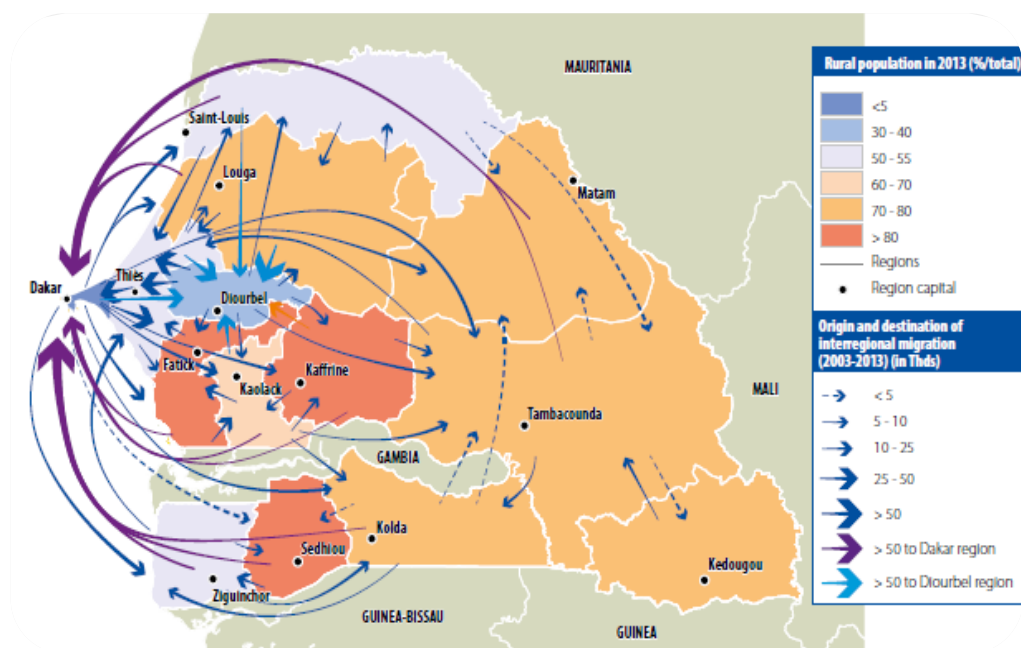 MAURITANIA
Saint-Louis
Louga
Matam
Dakar
Thiès
Diourbel
Fatick
Kaolack
Kaffrine
MALI
Tambacounda
GAMBIA
Kolda
Sedhiou
Ziguinchor
Kedougou
GUINEA-BISSAU
GUINEA
Rural population in 2013 (%/total)
<5
30 - 40
50 - 55
60 - 70
70 - 80
> 80
Regions
Region capital
Origin and destination of
interregional migration
(2003-2013) (in Thds)
< 5
5 - 10
10 - 25
25 - 50
> 50
> 50 to Dakar region
> 50 to Diourbel region